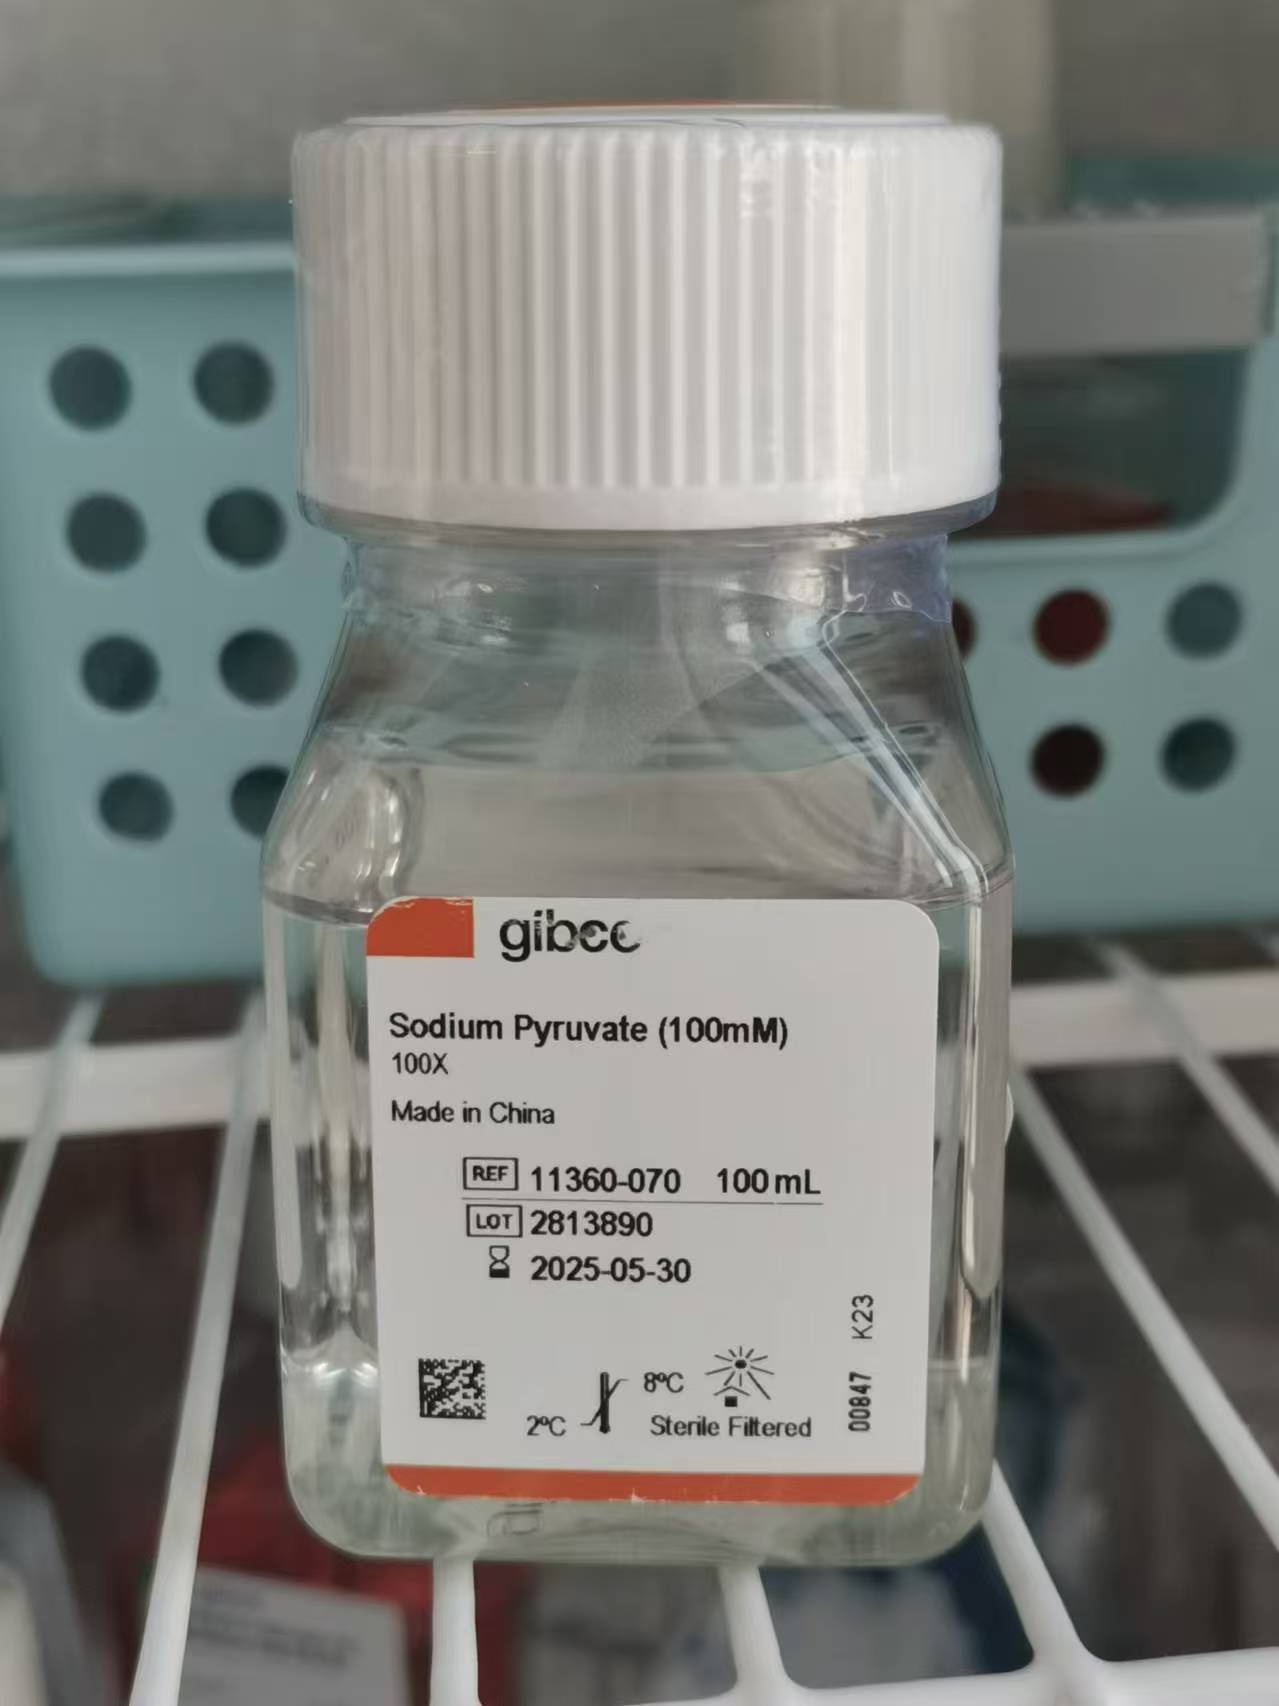 gibco
Sodium Pyruvate (100mM)
100X
Made in China
REF 11360-070 100 mL
LOT 2813890
2025-05-30
8ºC
2ºC
Sterile Filtered
00847 K23